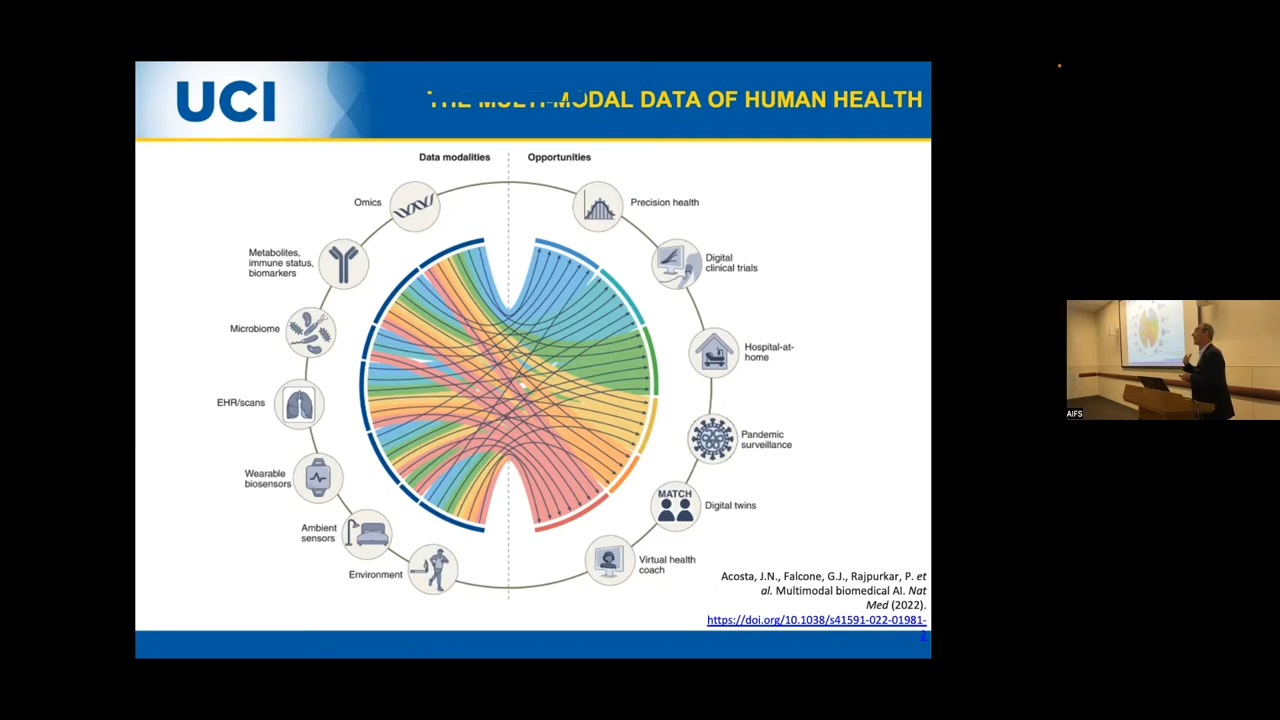 UCI
THE MULTI-MODAL DATA OF HUMAN HEALTH
Data modalities
Opportunities
Omics
Metabolites,
immune status,
biomarkers
Microbiome
EHR/scans
Wearable
biosensors
Ambient
sensors
Environment
Precision health
Digital
clinical trials
Hospital-at-
home
Pandemic
surveillance
MATCH
Digital twins
Virtual health
coach
Acosta, J.N., Falcone, G.J., Rajpurkar, P. et
al. Multimodal biomedical AI. Nat
Med (2022).
https://doi.org/10.1038/s41591-022-01981-
2
AIFS